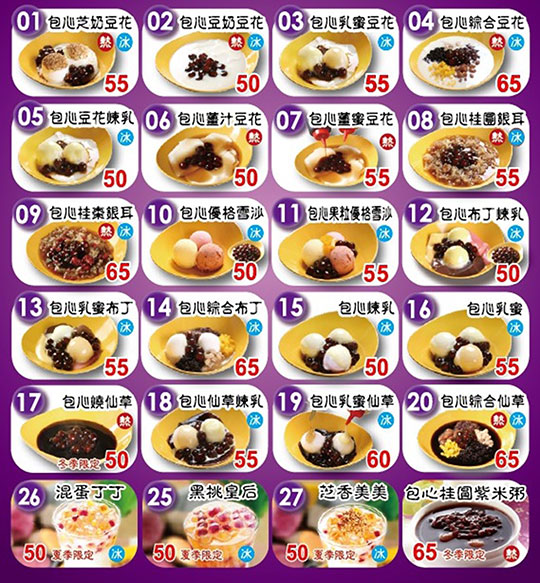 01 包心芝奶豆花 熱 冰 55
02 包心豆奶豆花 熱 冰 50
03 包心乳蜜豆花 冰 55
04 包心綜合豆花 熱 冰 65
05 包心豆花煉乳 冰 50
06 包心薑汁豆花 熱 50
07 包心薑蜜豆花 熱 55
08 包心桂圓銀耳 熱 冰 55
09 包心桂棗銀耳 熱 冰 65
10 包心優格雪沙 冰 50
11 包心果粒優格雪沙 冰 55
12 包心布丁煉乳 冰 50
13 包心乳蜜布丁 冰 55
14 包心綜合布丁 冰 65
15 包心煉乳 冰 50
16 包心乳蜜 冰 55
17 包心燒仙草 熱 冬季限定 50
18 包心仙草煉乳 冰 55
19 包心乳蜜仙草 冰 60
20 包心綜合仙草 熱 冰 65
26 混蛋丁丁 50 夏季限定 冰
25 黑挑皇后 50 夏季限定 冰
27 芝香美美 50 夏季限定 冰
包心桂圓紫米粥 65 冬季限定 熱